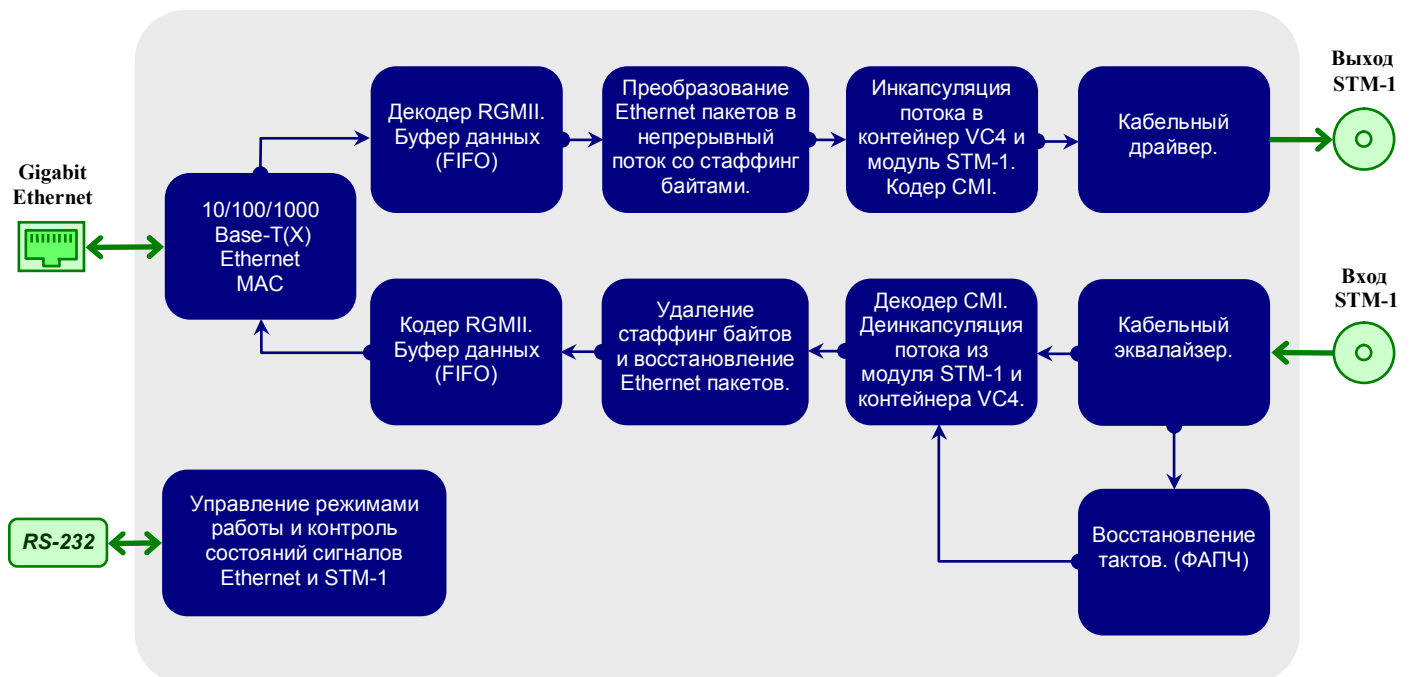 Выход
STM-1
Декодер RGMII.
Буфер данных
(FIFO)
Преобразование
Ethernet пакетов в
непрерывный
поток со стаффинг
байтами.
Инкапсуляция
потока в
контейнер VC4 и
модуль STM-1.
Кодер CMI.
Кабельный
драйвер.
Gigabit
Ethernet
10/100/1000
Base-T(X)
Ethernet
MAC
Вход
STM-1
Кодер RGMII.
Буфер данных
(FIFO)
Удаление
стаффинг байтов
и восстановление
Ethernet пакетов.
Декодер CMI.
Деинкапсуляция
потока из
модуля STM-1 и
контейнера VC4.
Кабельный
эквалайзер.
RS-232
Управление режимами
работы и контроль
состояний сигналов
Ethernet и STM-1
Восстановление
тактов. (ФАПЧ)